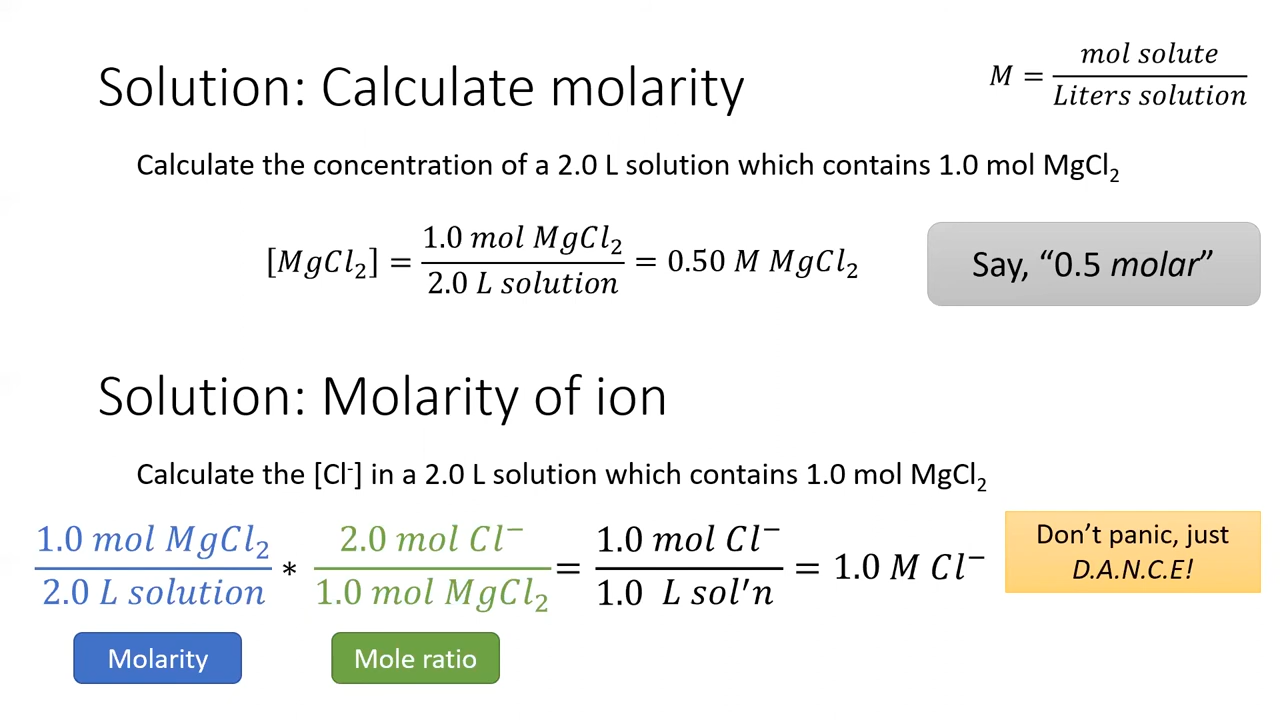 Solution: Calculate molarity
M = mol solute / Liters solution
Calculate the concentration of a 2.0 L solution which contains 1.0 mol MgCl₂
[MgCl₂] = 1.0 mol MgCl₂ / 2.0 L solution = 0.50 M MgCl₂
Say, “0.5 molar”
Solution: Molarity of ion
Calculate the [Cl⁻] in a 2.0 L solution which contains 1.0 mol MgCl₂
1.0 mol MgCl₂ / 2.0 L solution * 2.0 mol Cl⁻ / 1.0 mol MgCl₂ = 1.0 mol Cl⁻ / 1.0 L sol'n = 1.0 M Cl⁻
Don’t panic, just
D.A.N.C.E!
Molarity
Mole ratio